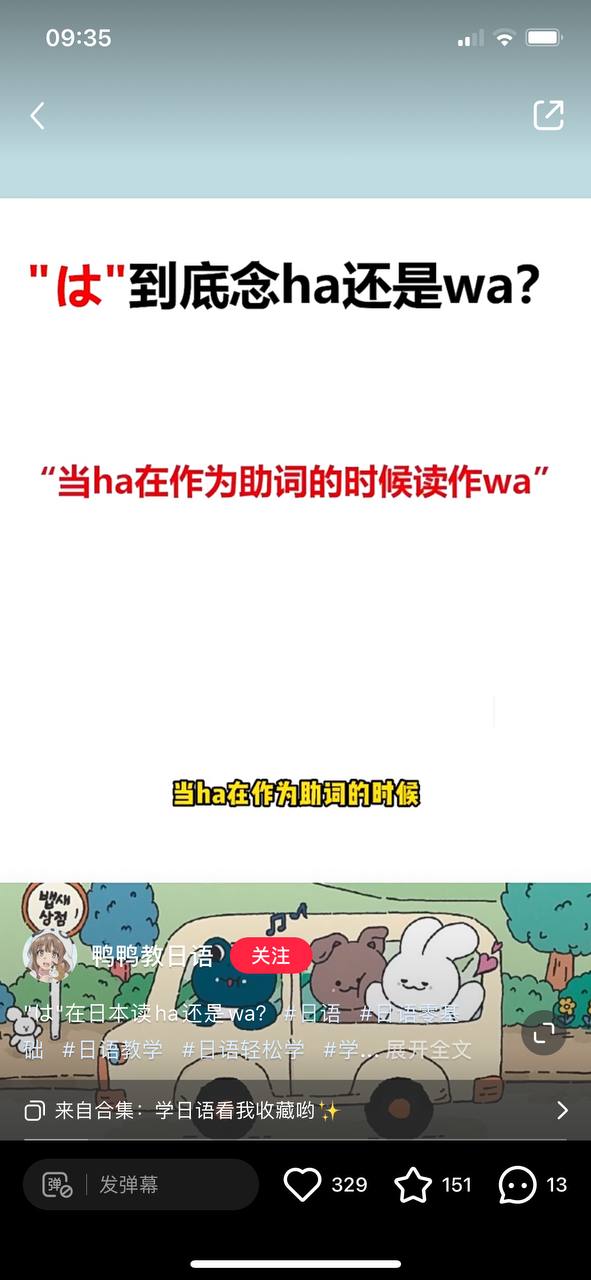 09:35
"は"到底念ha还是wa?
“当ha在作为助词的时候读作wa”
当ha在作为助词的时候
뱁새
상점
鸭鸭教日语
关注
"は"在日本读ha还是wa? #日语 #日语零基
础 #日语教学 #日语轻松学 #学... 展开全文
来自合集：学日语看我收藏哟✨
弹
发弹幕
329
151
13